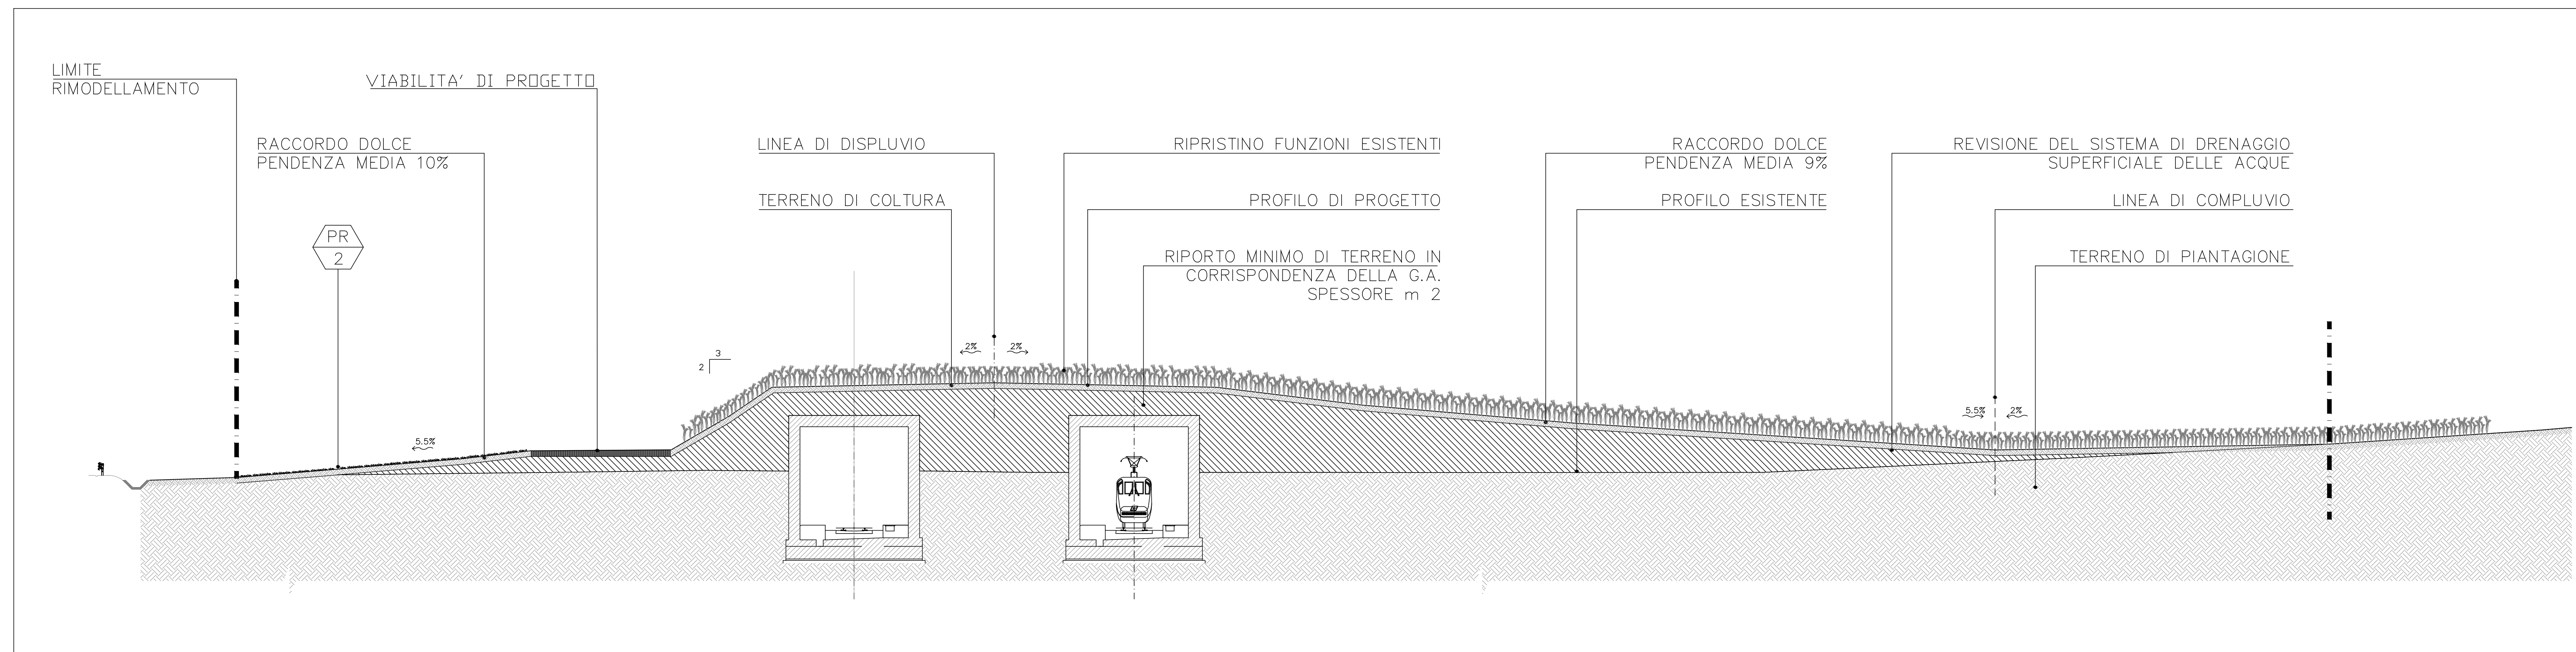 LIMITE
RIMODELLAMENTO
VIABILITA' DI PROGETTO
RACCORDO DOLCE
PENDENZA MEDIA 10%
LINEA DI DISPLUVIO
RIPRISTINO FUNZIONI ESISTENTI
RACCORDO DOLCE
PENDENZA MEDIA 9%
REVISIONE DEL SISTEMA DI DRENAGGIO
SUPERFICIALE DELLE ACQUE
TERRENO DI COLTURA
PROFILO DI PROGETTO
PROFILO ESISTENTE
LINEA DI COMPLUVIO
PR
2
RIPORTO MINIMO DI TERRENO IN
CORRISPONDENZA DELLA G.A.
SPESSORE m 2
TERRENO DI PIANTAGIONE
2%
2%
3
2
5.5%
2%
5.5%